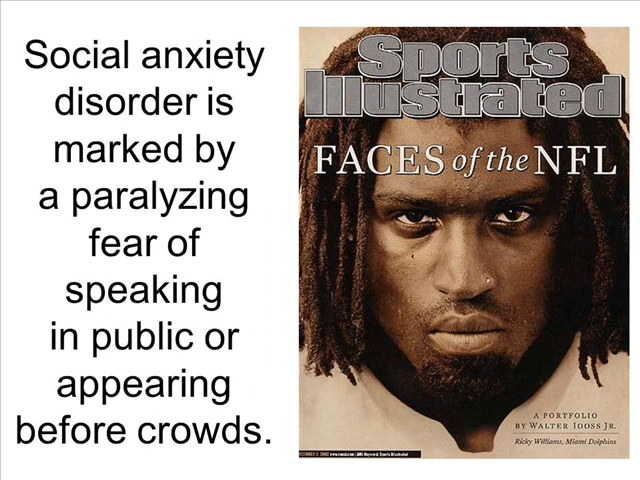 Social anxiety
disorder is
marked by
a paralyzing
fear of
speaking
in public or
appearing
before crowds.
Sports
Illustrated
FACES of the NFL
A PORTFOLIO
BY WALTER IOOSS JR.
Ricky Williams, Miami Dolphins